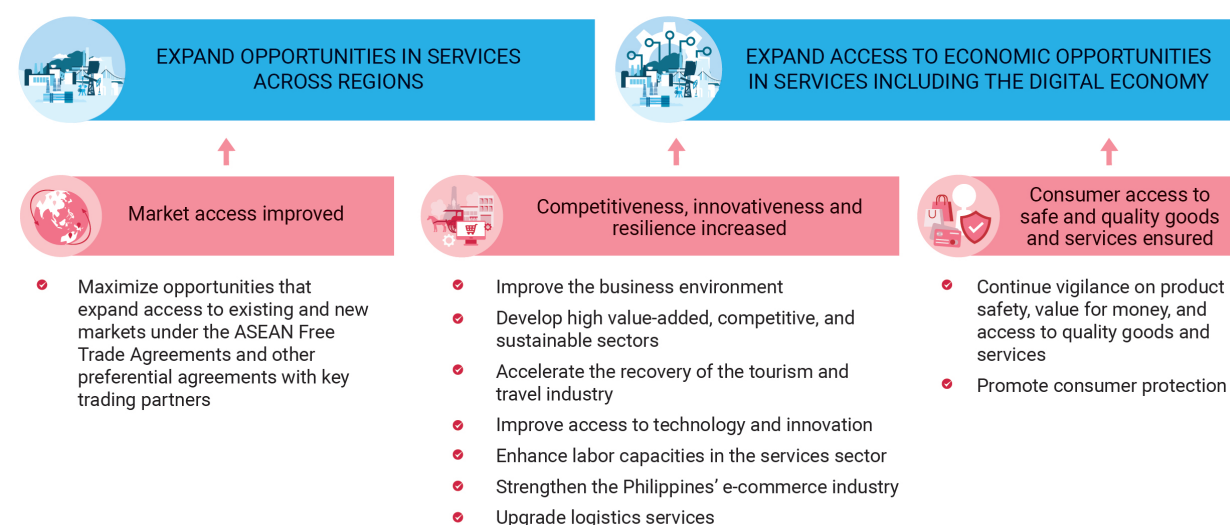 EXPAND OPPORTUNITIES IN SERVICES
ACROSS REGIONS
EXPAND ACCESS TO ECONOMIC OPPORTUNITIES
IN SERVICES INCLUDING THE DIGITAL ECONOMY
Market access improved
Maximize opportunities that
expand access to existing and new
markets under the ASEAN Free
Trade Agreements and other
preferential agreements with key
trading partners
Competitiveness, innovativeness and
resilience increased
Improve the business environment
Develop high value-added, competitive, and
sustainable sectors
Accelerate the recovery of the tourism and
travel industry
Improve access to technology and innovation
Enhance labor capacities in the services sector
Strengthen the Philippines’ e-commerce industry
Upgrade logistics services
Consumer access to
safe and quality goods
and services ensured
Continue vigilance on product
safety, value for money, and
access to quality goods and
services
Promote consumer protection